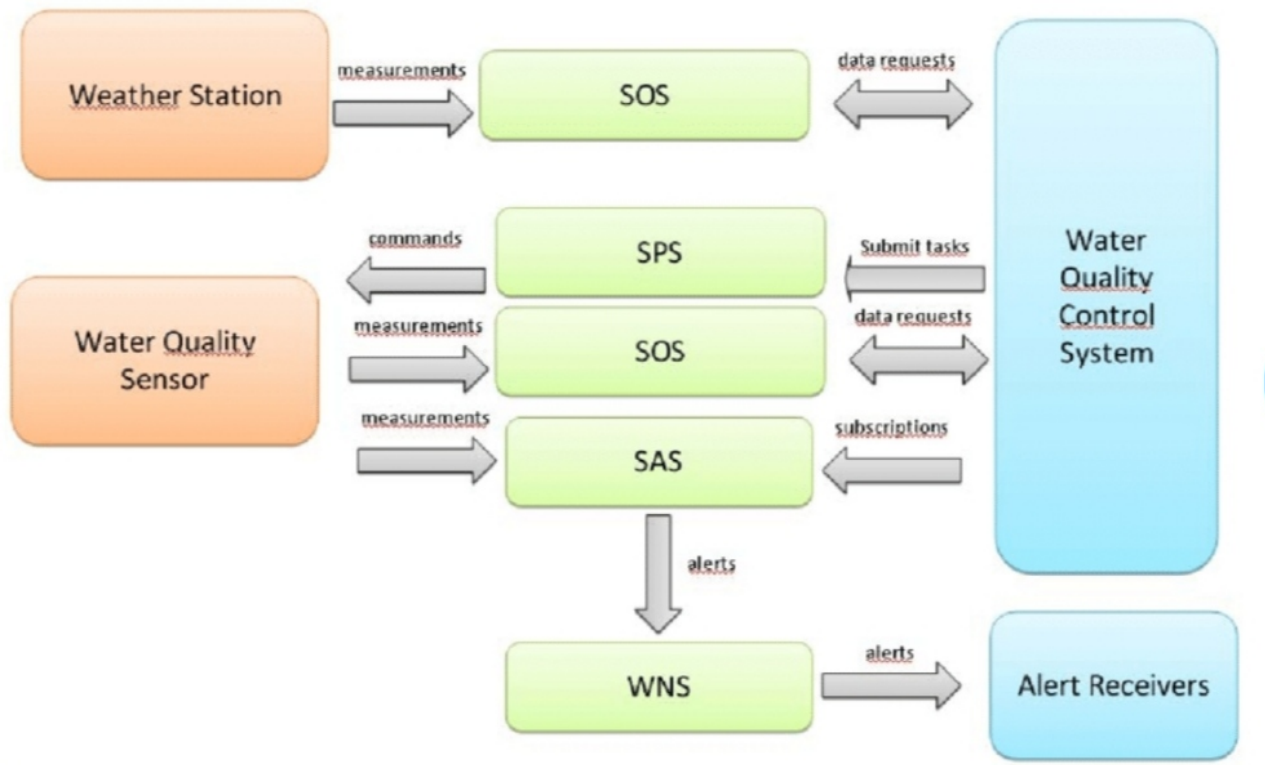 measurements
data requests
Weather Station
SOS
commands
SPS
Submit tasks
Water
Quality
Control
System
measurements
data requests
Water Quality
Sensor
SOS
measurements
subscriptions
SAS
alerts
alerts
WNS
Alert Receivers